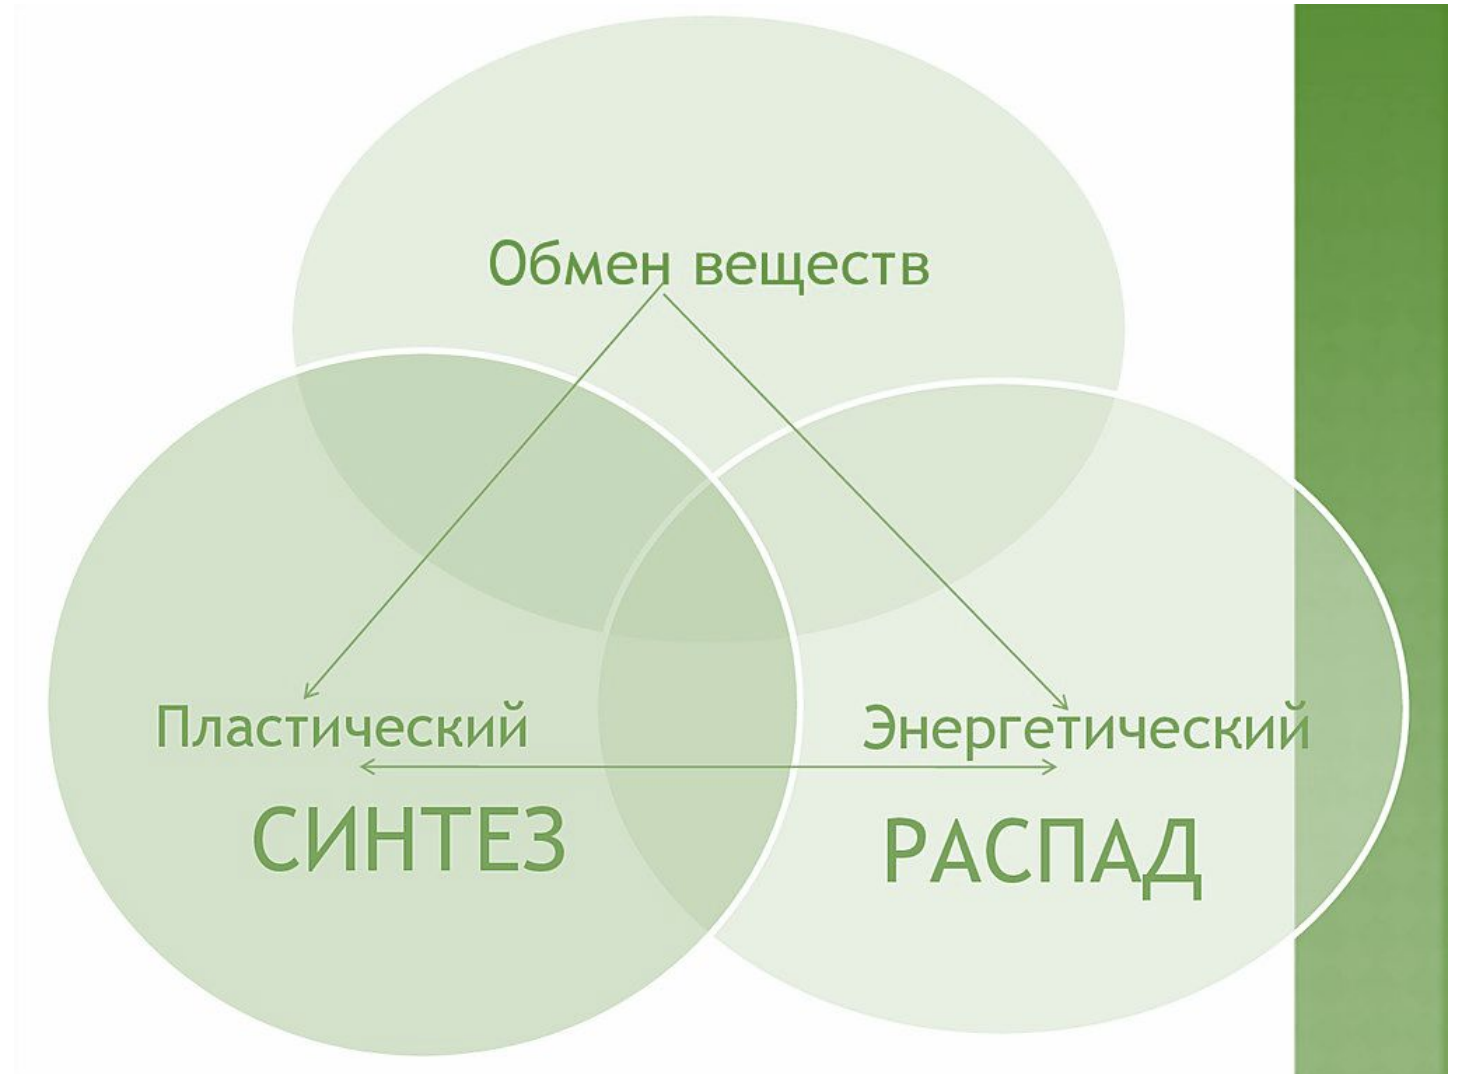 Обмен веществ
Пластический
Энергетический
СИНТЕЗ
РАСПАД